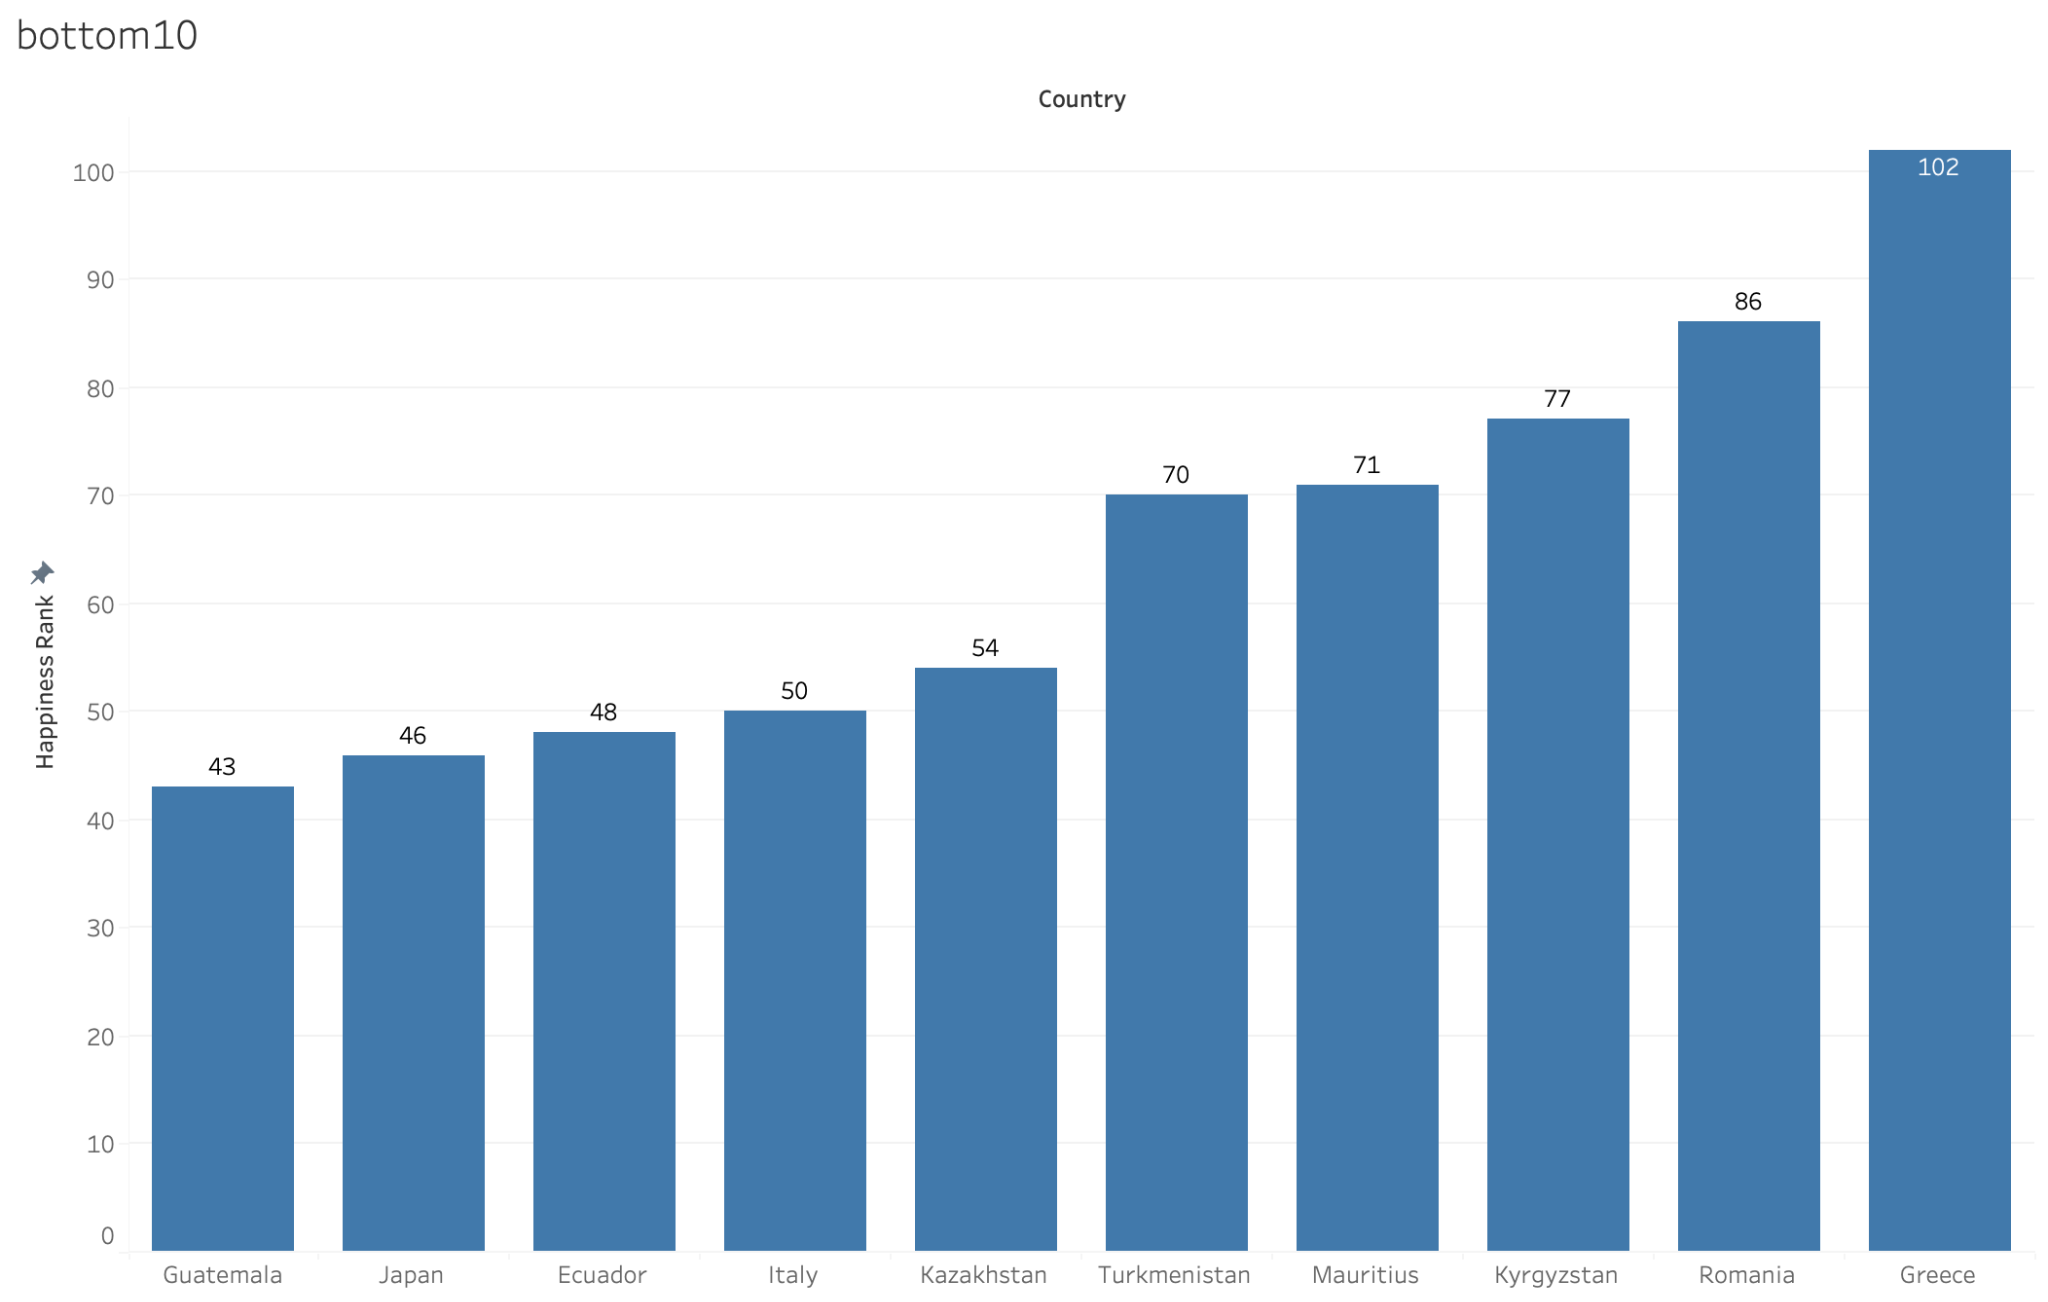 bottom10
Country
Happiness Rank
100
90
80
70
60
50
40
30
20
10
0
43
46
48
50
54
70
71
77
86
102
Guatemala
Japan
Ecuador
Italy
Kazakhstan
Turkmenistan
Mauritius
Kyrgyzstan
Romania
Greece